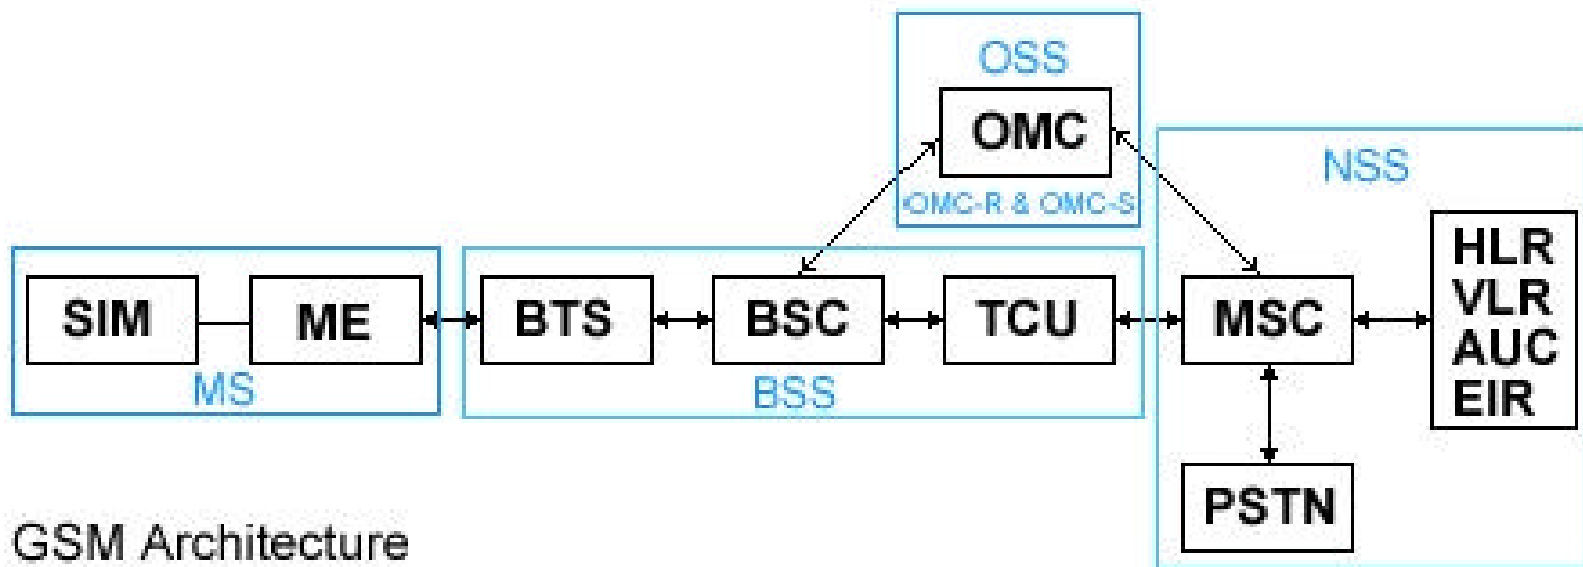 OSS
OMC
OMC-R & OMC-S
NSS
HLR
VLR
AUC
EIR
SIM
ME
MS
BTS
BSC
TCU
BSS
MSC
PSTN
GSM Architecture